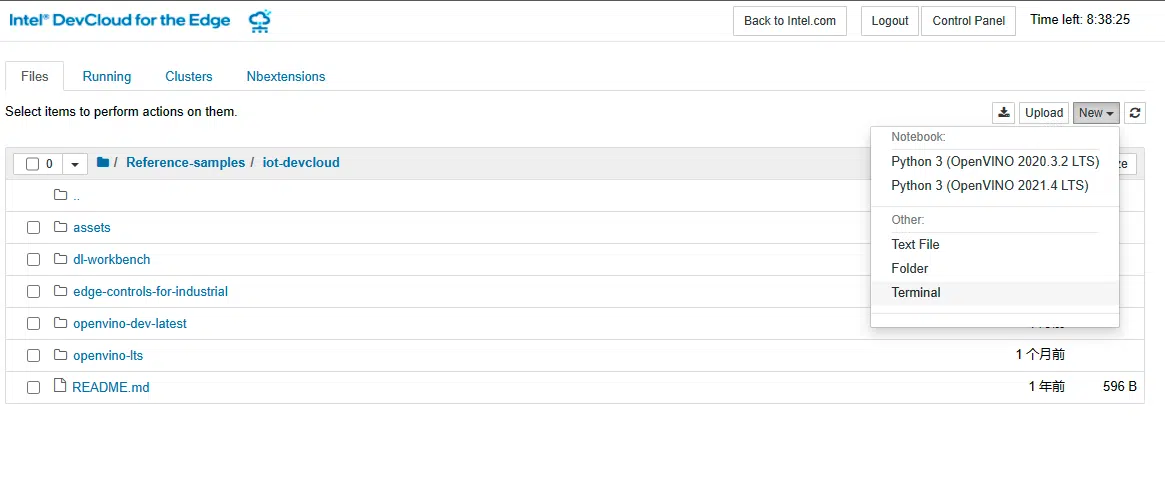 Intel® DevCloud for the Edge
Back to Intel.com
Logout
Control Panel
Time left: 8:38:25
Files
Running
Clusters
Nbextensions
Select items to perform actions on them.
Upload
New
0
/ Reference-samples / iot-devcloud
Notebook:
Python 3 (OpenVINO 2020.3.2 LTS)
Python 3 (OpenVINO 2021.4 LTS)
Other:
Text File
Folder
Terminal
..
assets
dl-workbench
edge-controls-for-industrial
openvino-dev-latest
openvino-lts
1 个月前
README.md
1 年前
596 B